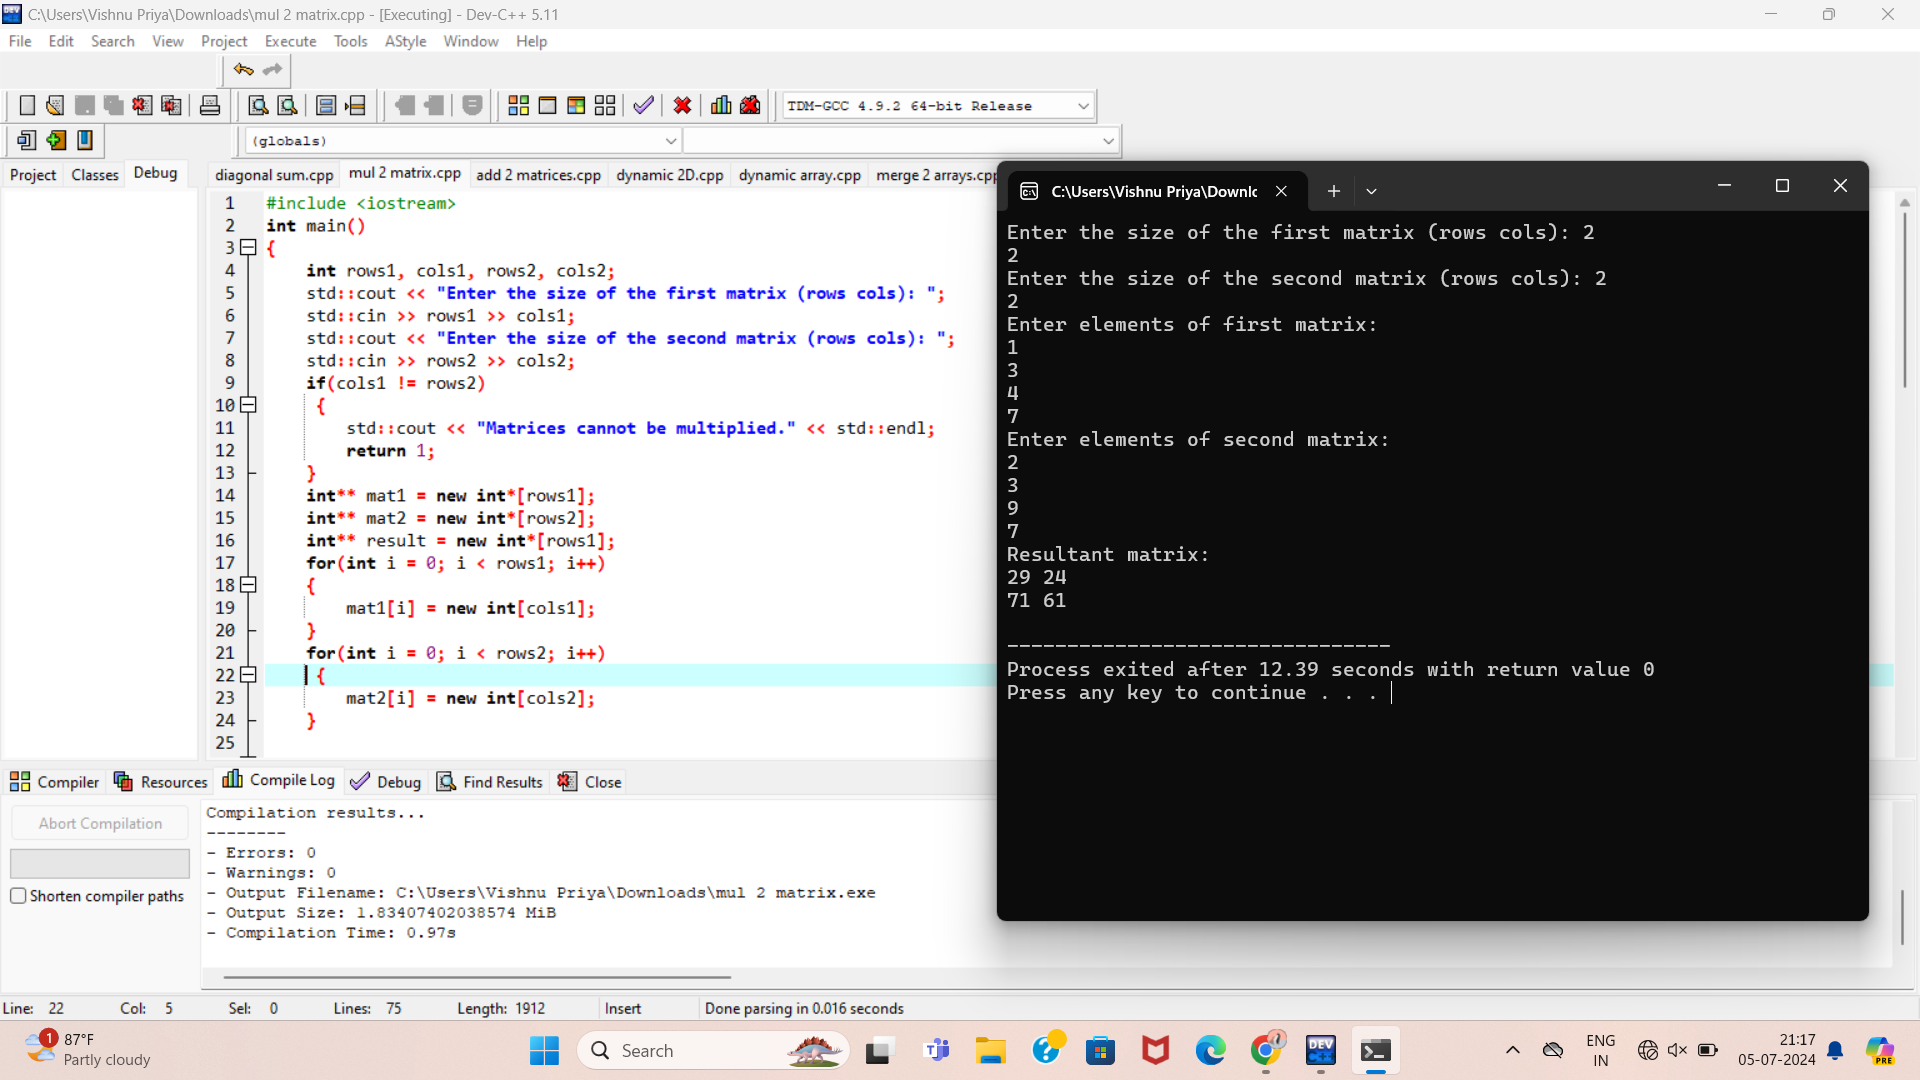 C:\Users\Vishnu Priya\Downloads\mul 2 matrix.cpp - [Executing] - Dev-C++ 5.11
File Edit Search View Project Execute Tools AStyle Window Help
TDM-GCC 4.9.2 64-bit Release
(globals)
Project Classes Debug
diagonal sum.cpp mul 2 matrix.cpp add 2 matrices.cpp dynamic 2D.cpp dynamic array.cpp merge 2 arrays.cpp
1 #include <iostream>
2 int main()
3 {
4 int rows1, cols1, rows2, cols2;
5 std::cout << "Enter the size of the first matrix (rows cols): ";
6 std::cin >> rows1 >> cols1;
7 std::cout << "Enter the size of the second matrix (rows cols): ";
8 std::cin >> rows2 >> cols2;
9 if(cols1 != rows2)
10 {
11 std::cout << "Matrices cannot be multiplied." << std::endl;
12 return 1;
13 }
14 int** mat1 = new int*[rows1];
15 int** mat2 = new int*[rows2];
16 int** result = new int*[rows1];
17 for(int i = 0; i < rows1; i++)
18 {
19 mat1[i] = new int[cols1];
20 }
21 for(int i = 0; i < rows2; i++)
22 {
23 mat2[i] = new int[cols2];
24 }
25
C:\Users\Vishnu Priya\Downlc
Enter the size of the first matrix (rows cols): 2
2
Enter the size of the second matrix (rows cols): 2
2
Enter elements of first matrix:
1
3
4
7
Enter elements of second matrix:
2
3
9
7
Resultant matrix:
29 24
71 61
--------------------------------
Process exited after 12.39 seconds with return value 0
Press any key to continue . . .
Compiler Resources Compile Log Debug Find Results Close
Abort Compilation
Shorten compiler paths
Compilation results...
--------
- Errors: 0
- Warnings: 0
- Output Filename: C:\Users\Vishnu Priya\Downloads\mul 2 matrix.exe
- Output Size: 1.83407402038574 MiB
- Compilation Time: 0.97s
Line: 22 Col: 5 Sel: 0 Lines: 75 Length: 1912 Insert Done parsing in 0.016 seconds
1
87°F
Partly cloudy
Search
DEV
ENG
IN
21:17
05-07-2024
PRE